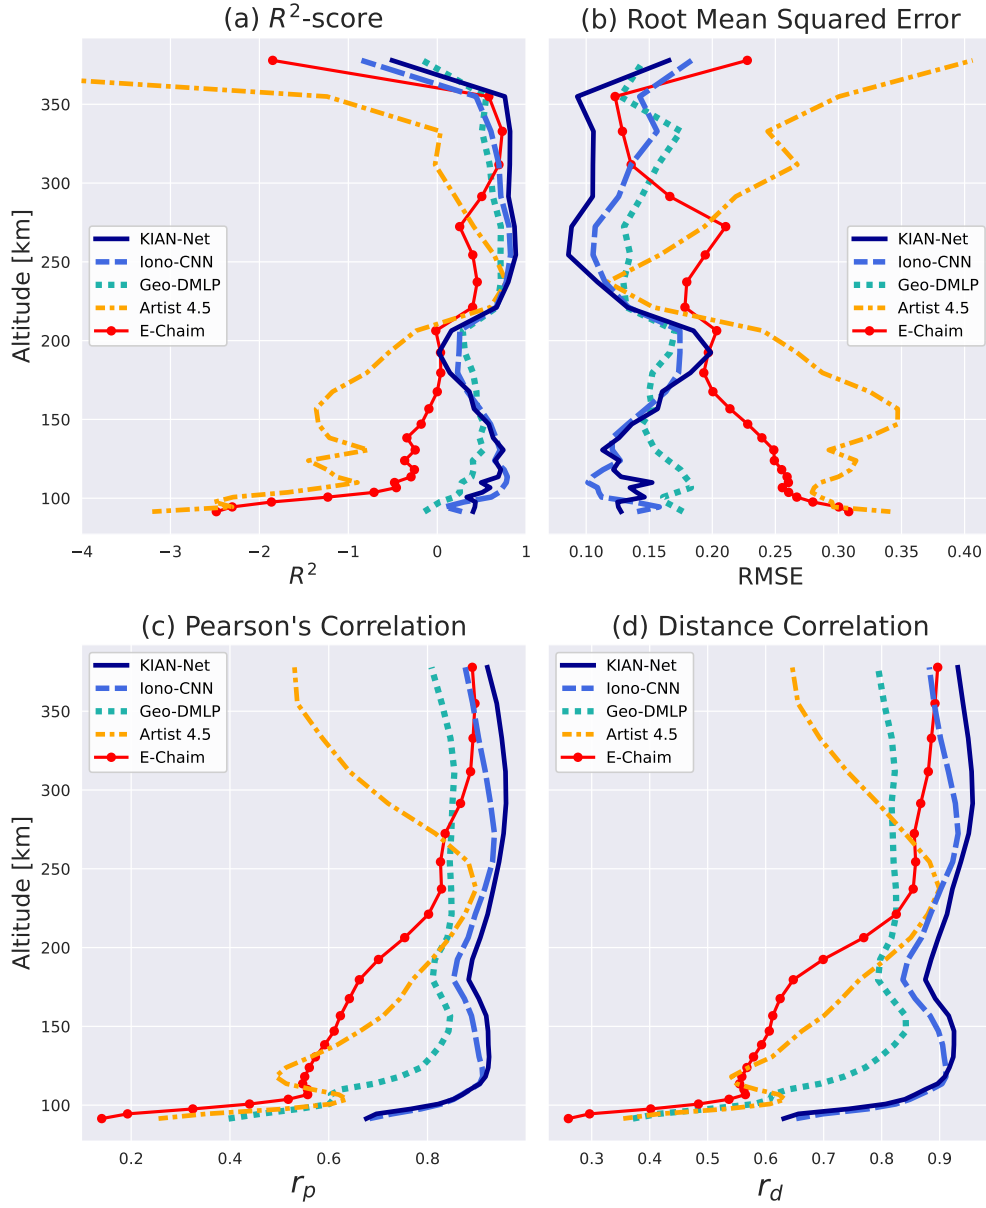 (a) R²-score
(b) Root Mean Squared Error
Altitude [km]
350
300
250
200
150
100
KIAN-Net
Iono-CNN
Geo-DMLP
Artist 4.5
E-Chaim
KIAN-Net
Iono-CNN
Geo-DMLP
Artist 4.5
E-Chaim
−4 −3 −2 −1 0 1
R²
0.10 0.15 0.20 0.25 0.30 0.35 0.40
RMSE
(c) Pearson's Correlation
(d) Distance Correlation
Altitude [km]
350
300
250
200
150
100
KIAN-Net
Iono-CNN
Geo-DMLP
Artist 4.5
E-Chaim
KIAN-Net
Iono-CNN
Geo-DMLP
Artist 4.5
E-Chaim
0.2 0.4 0.6 0.8
r_p
0.3 0.4 0.5 0.6 0.7 0.8 0.9
r_d